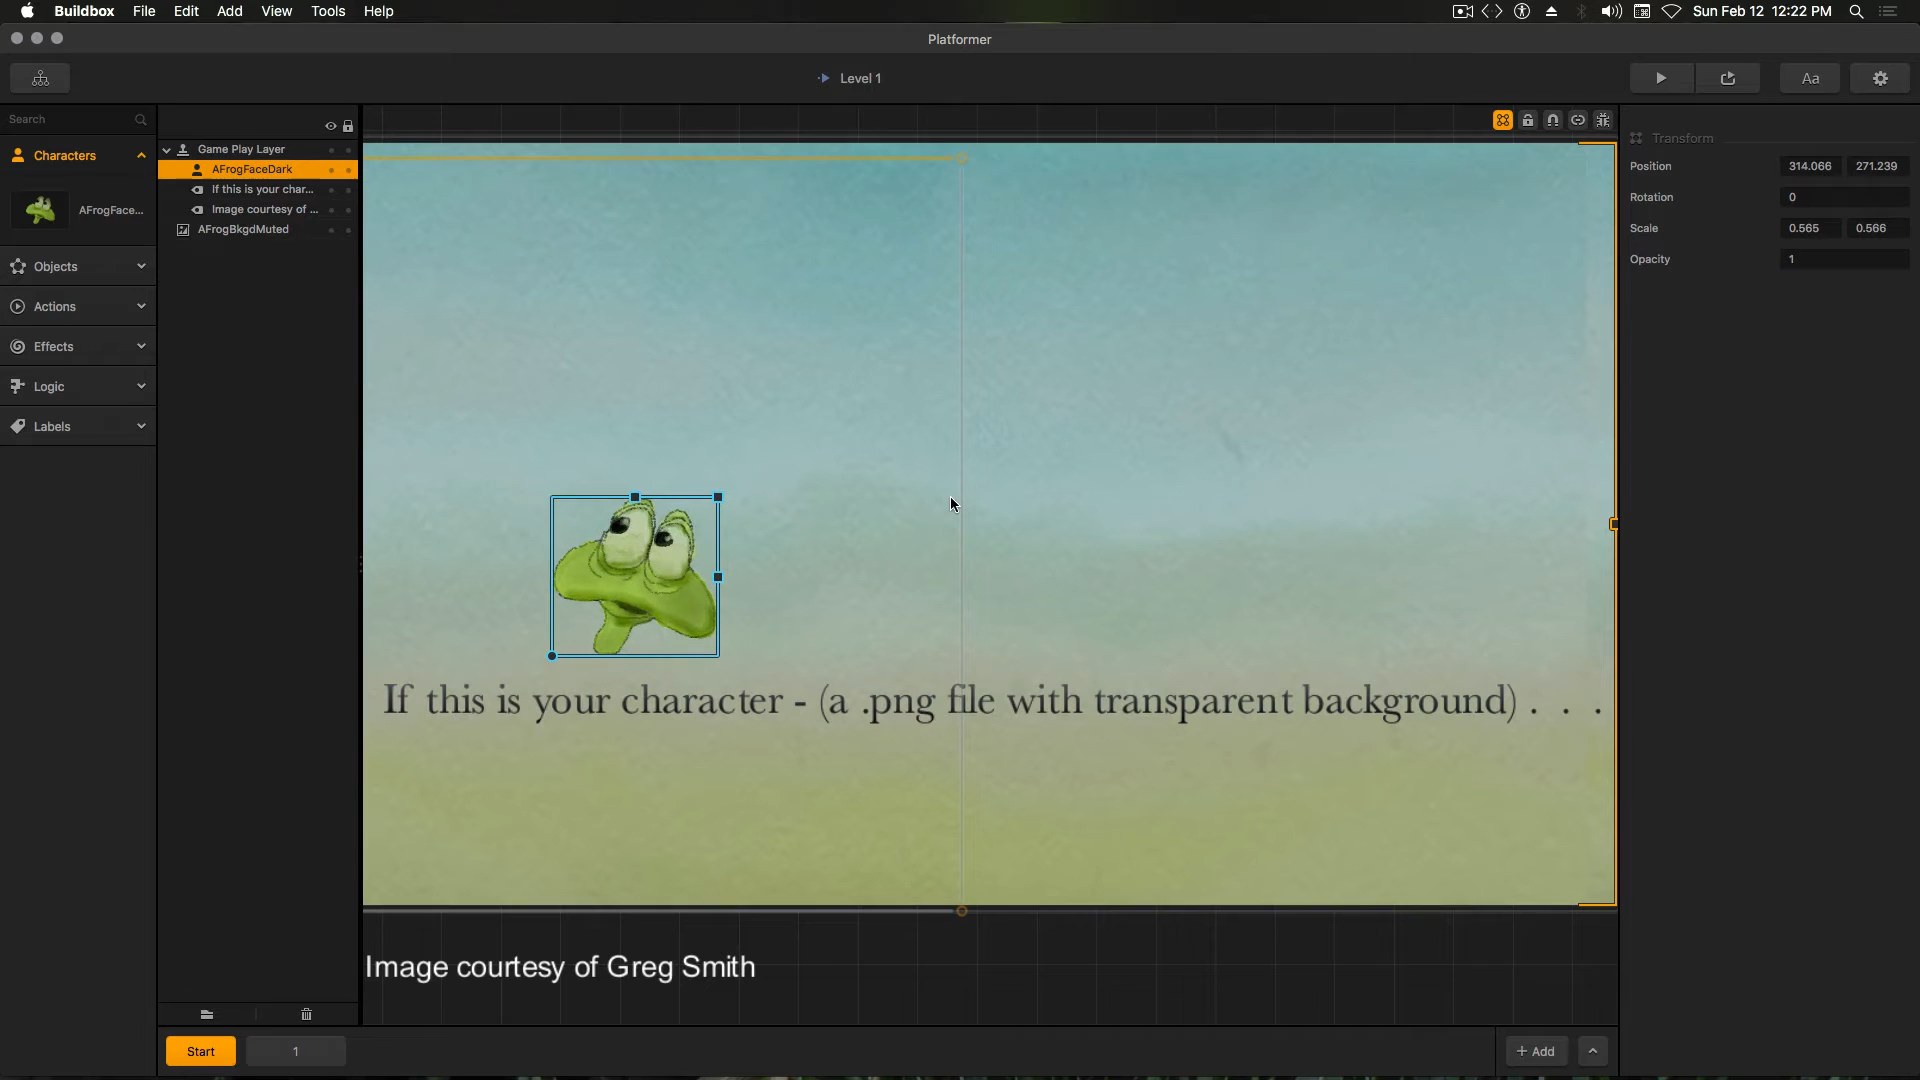 Buildbox File Edit Add View Tools Help Sun Feb 12 12:22 PM
Platformer
Level 1
Aa
Search
Characters
AFrogFace...
Objects
Actions
Effects
Logic
Labels
Game Play Layer
AFrogFaceDark
If this is your char...
Image courtesy of ...
AFrogBkgdMuted
Transform
Position 314.066 271.239
Rotation 0
Scale 0.565 0.566
Opacity 1
If this is your character - (a .png file with transparent background) . . .
Image courtesy of Greg Smith
Start 1
+ Add